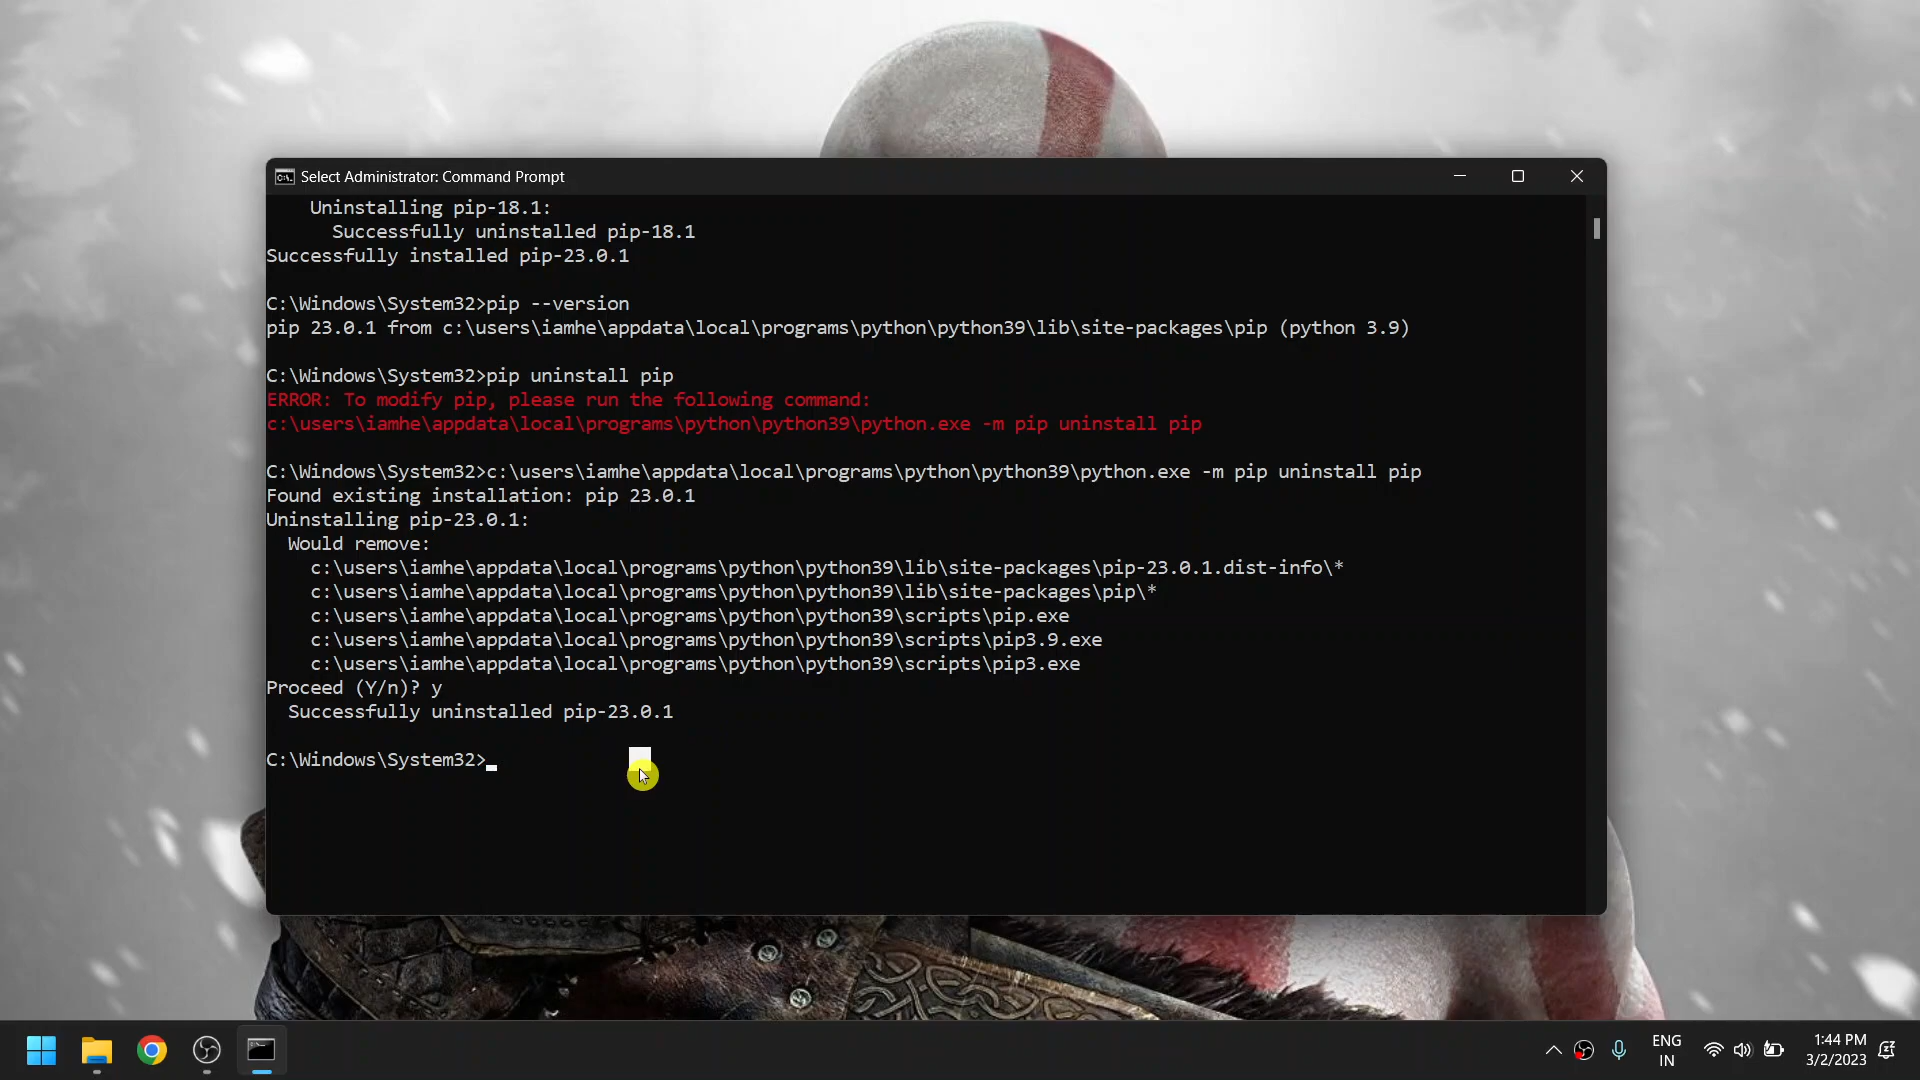 Select Administrator: Command Prompt
Uninstalling pip-18.1:
Successfully uninstalled pip-18.1
Successfully installed pip-23.0.1
C:\Windows\System32>pip --version
pip 23.0.1 from c:\users\iamhe\appdata\local\programs\python\python39\lib\site-packages\pip (python 3.9)
C:\Windows\System32>pip uninstall pip
ERROR: To modify pip, please run the following command:
c:\users\iamhe\appdata\local\programs\python\python39\python.exe -m pip uninstall pip
C:\Windows\System32>c:\users\iamhe\appdata\local\programs\python\python39\python.exe -m pip uninstall pip
Found existing installation: pip 23.0.1
Uninstalling pip-23.0.1:
Would remove:
c:\users\iamhe\appdata\local\programs\python\python39\lib\site-packages\pip-23.0.1.dist-info\*
c:\users\iamhe\appdata\local\programs\python\python39\lib\site-packages\pip\*
c:\users\iamhe\appdata\local\programs\python\python39\scripts\pip.exe
c:\users\iamhe\appdata\local\programs\python\python39\scripts\pip3.9.exe
c:\users\iamhe\appdata\local\programs\python\python39\scripts\pip3.exe
Proceed (Y/n)? y
Successfully uninstalled pip-23.0.1
C:\Windows\System32>
ENG
IN
1:44 PM
3/2/2023